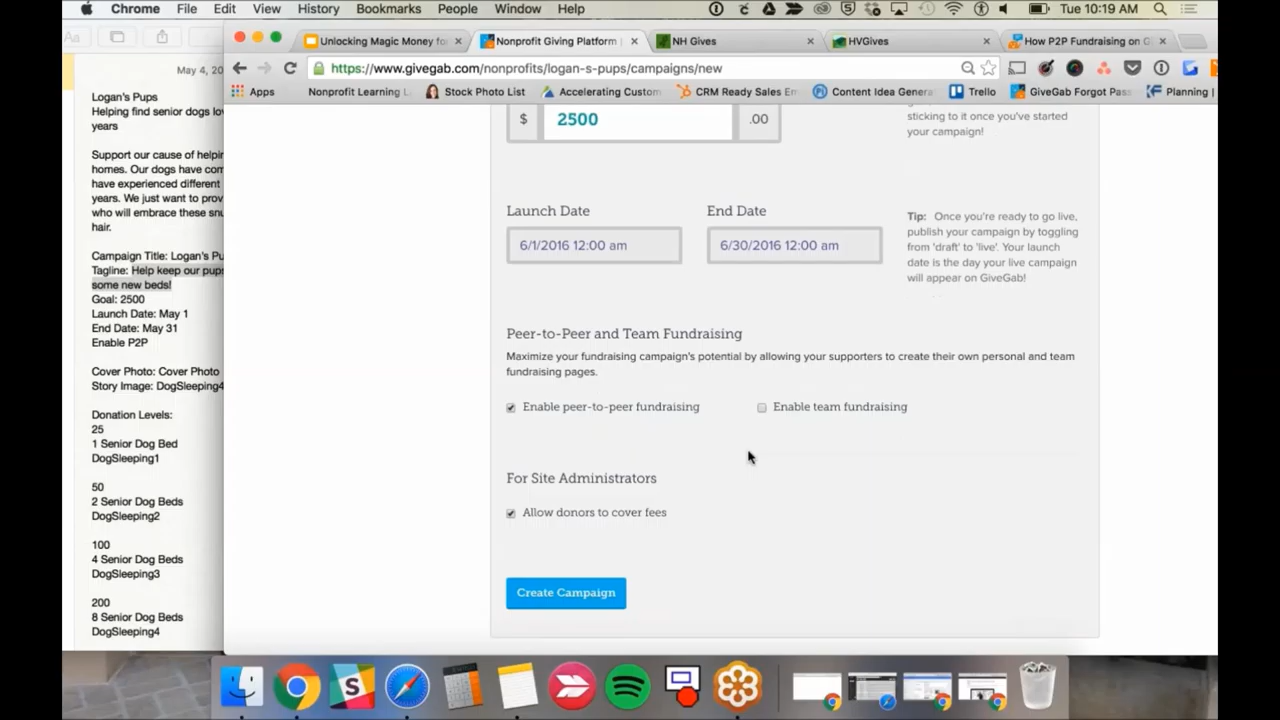 Chrome File Edit View History Bookmarks People Window Help Tue 10:19 AM
Unlocking Magic Money fo
Nonprofit Giving Platform
NH Gives
HVGives
How P2P Fundraising on G
https://www.givegab.com/nonprofits/logan-s-pups/campaigns/new
Apps Nonprofit Learning L Stock Photo List Accelerating Custom CRM Ready Sales Em Content Idea Genera Trello GiveGab Forgot Pas Planning |
May 4, 20
Logan's Pups
Helping find senior dogs lo
years
Support our cause of helpin
homes. Our dogs have com
have experienced different
years. We just want to prov
who will embrace these snu
hair.
Campaign Title: Logan's Pu
Tagline: Help keep our pups
some new beds!
Goal: 2500
Launch Date: May 1
End Date: May 31
Enable P2P
Cover Photo: Cover Photo
Story Image: DogSleeping4
Donation Levels:
25
1 Senior Dog Bed
DogSleeping1
50
2 Senior Dog Beds
DogSleeping2
100
4 Senior Dog Beds
DogSleeping3
200
8 Senior Dog Beds
DogSleeping4
$ 2500 .00
sticking to it once you've started
your campaign!
Launch Date
End Date
6/1/2016 12:00 am
6/30/2016 12:00 am
Tip: Once you're ready to go live,
publish your campaign by toggling
from 'draft' to 'live'. Your launch
date is the day your live campaign
will appear on GiveGab!
Peer-to-Peer and Team Fundraising
Maximize your fundraising campaign's potential by allowing your supporters to create their own personal and team
fundraising pages.
Enable peer-to-peer fundraising
Enable team fundraising
For Site Administrators
Allow donors to cover fees
Create Campaign